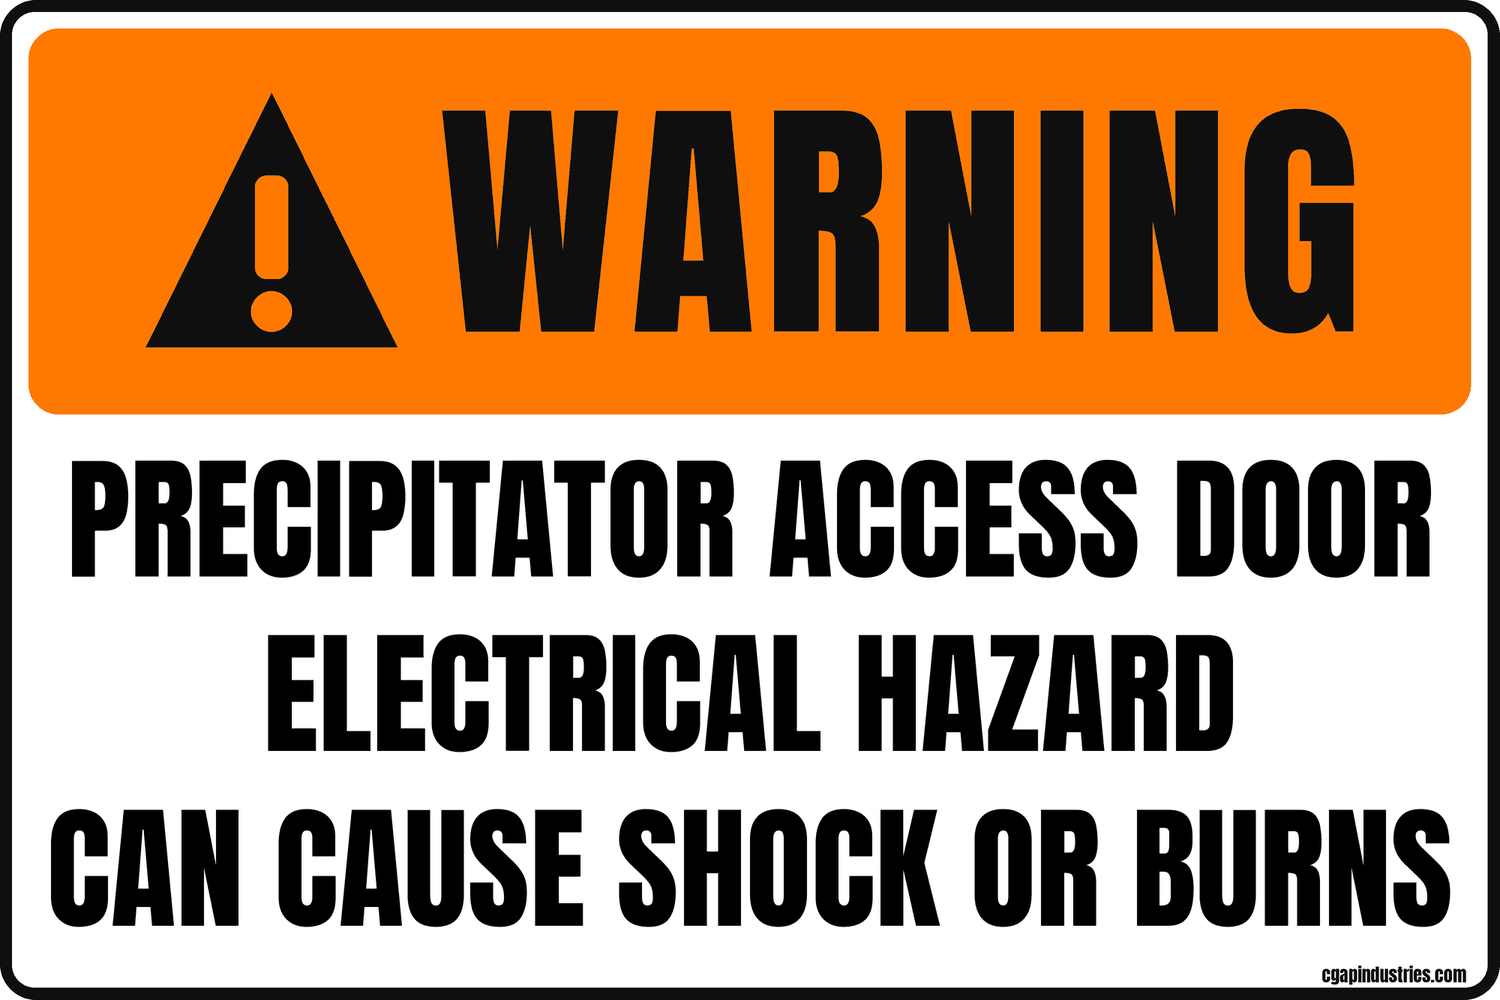 WARNING
PRECIPITATOR ACCESS DOOR
ELECTRICAL HAZARD
CAN CAUSE SHOCK OR BURNS
cgapindustries.com